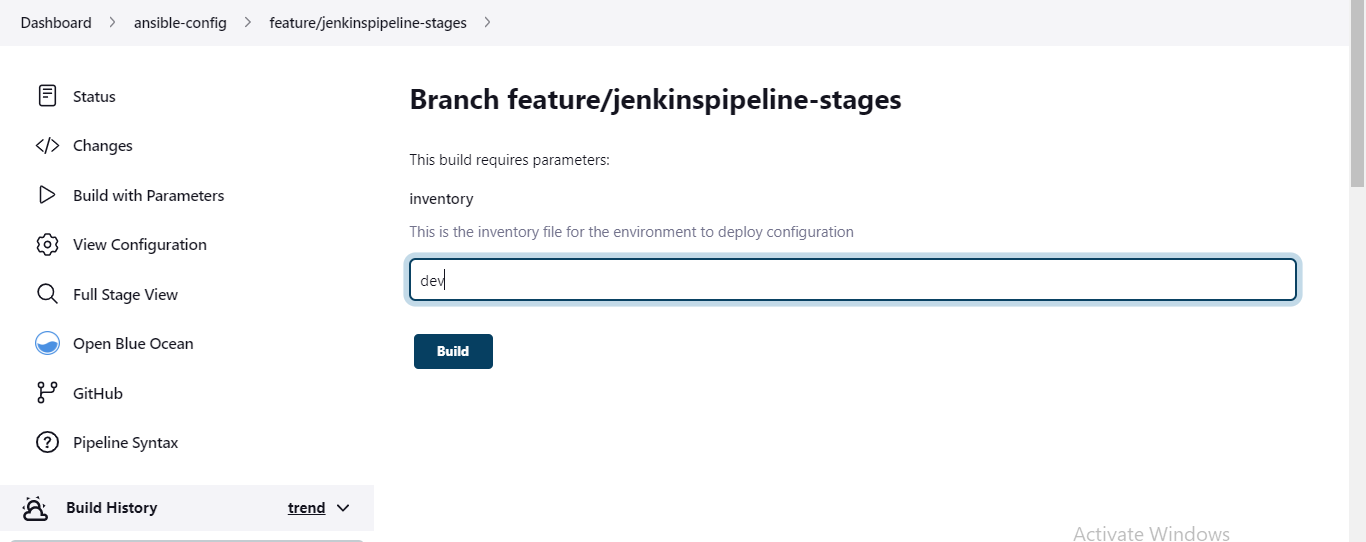 Dashboard > ansible-config > feature/jenkinspipeline-stages >
Status
Changes
Build with Parameters
View Configuration
Full Stage View
Open Blue Ocean
GitHub
Pipeline Syntax
Build History trend
Branch feature/jenkinspipeline-stages
This build requires parameters:
inventory
This is the inventory file for the environment to deploy configuration
dev
Build
Activate Windows